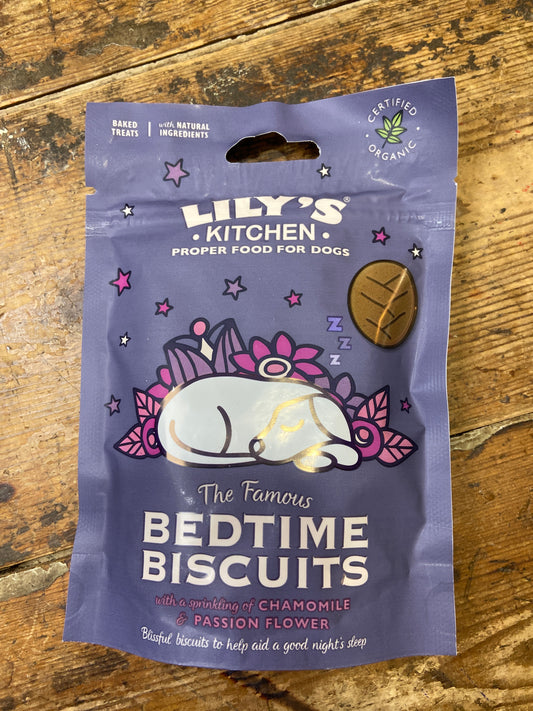 BAKED TREATS | with NATURAL INGREDIENTS
CERTIFIED ORGANIC
LILY'S®
• KITCHEN •
PROPER FOOD FOR DOGS
Z
Z
Z
The Famous
BEDTIME
BISCUITS
with a sprinkling of CHAMOMILE
& PASSION FLOWER
Blissful biscuits to help aid a good night's sleep